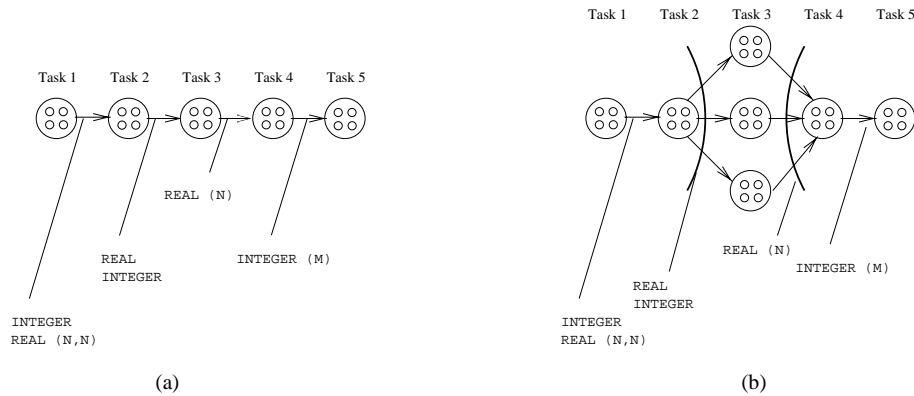 Task 1 Task 2 Task 3 Task 4 Task 5
REAL (N)
REAL
INTEGER
INTEGER (M)
INTEGER
REAL (N,N)
(a)
Task 1 Task 2 Task 3 Task 4 Task 5
REAL (N)
INTEGER (M)
REAL
INTEGER
INTEGER
REAL (N,N)
(b)